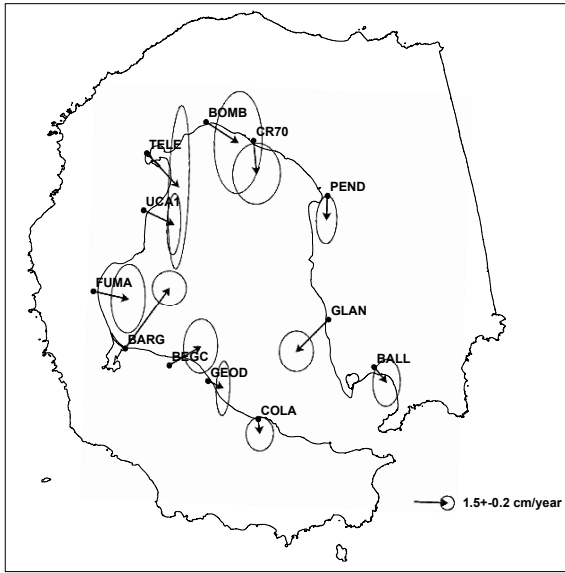 BOMB
CR70
TELE
PEND
UCA1
FUMA
GLAN
BARG
BEGC
BALL
GEOD
COLA
1.5+-0.2 cm/year